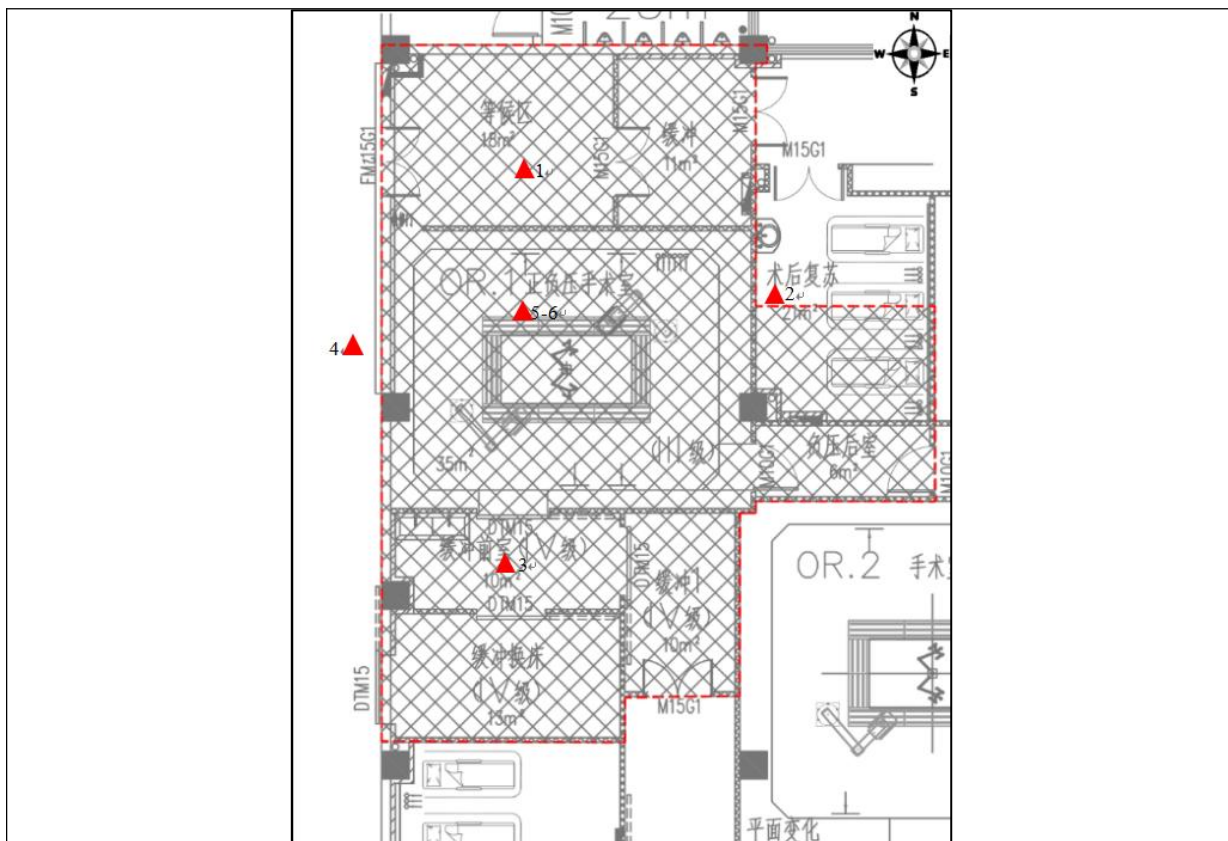 N
W
E
S
等候区
18m²
1
M15G1
缓冲
11m²
M15G1
M15G1
OR.1 正负压手术室
5-6
术后复苏
2
21m²
4
35m²
(III级)
M10G1
负压后室
6m²
M10G1
DTM15
缓冲前室(IV级)
10m²
3
DTM15
DTM15
缓冲1
(IV级)
10m²
M15G1
缓冲换床
(IV级)
13m²
DTM15
OR.2 手术
平面变化